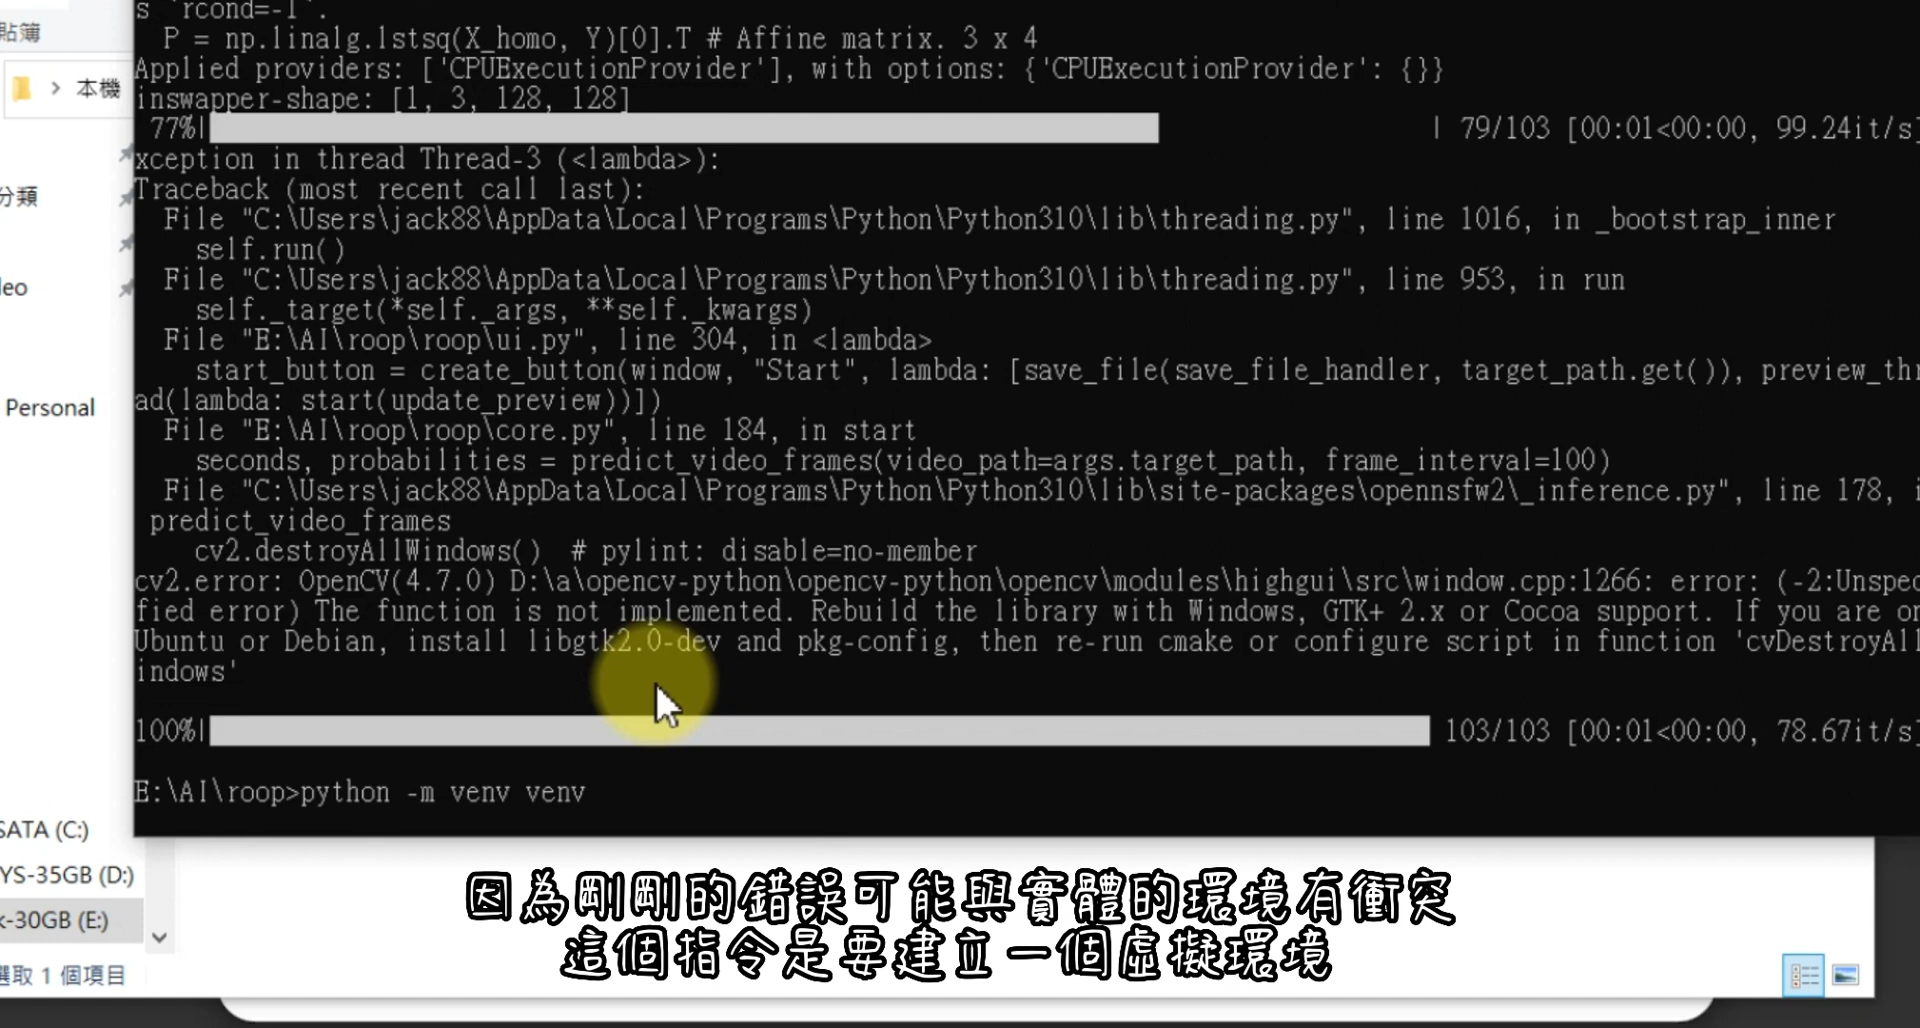 s `rcond=-1`.
貼簿
P = np.linalg.lstsq(X_homo, Y)[0].T # Affine matrix. 3 x 4
Applied providers: ['CPUExecutionProvider'], with options: {'CPUExecutionProvider': {}}
> 本機
inswapper-shape: [1, 3, 128, 128]
77%| | 79/103 [00:01<00:00, 99.24it/s]
xception in thread Thread-3 (<lambda>):
Traceback (most recent call last):
分類
File "C:\Users\jack88\AppData\Local\Programs\Python\Python310\lib\threading.py", line 1016, in _bootstrap_inner
self.run()
File "C:\Users\jack88\AppData\Local\Programs\Python\Python310\lib\threading.py", line 953, in run
leo
self._target(*self._args, **self._kwargs)
File "E:\AI\roop\roop\ui.py", line 304, in <lambda>
start_button = create_button(window, "Start", lambda: [save_file(save_file_handler, target_path.get()), preview_thr
ad(lambda: start(update_preview))])
Personal
File "E:\AI\roop\roop\core.py", line 184, in start
seconds, probabilities = predict_video_frames(video_path=args.target_path, frame_interval=100)
File "C:\Users\jack88\AppData\Local\Programs\Python\Python310\lib\site-packages\opennsfw2\_inference.py", line 178, i
predict_video_frames
cv2.destroyAllWindows() # pylint: disable=no-member
cv2.error: OpenCV(4.7.0) D:\a\opencv-python\opencv-python\opencv\modules\highgui\src\window.cpp:1266: error: (-2:Unspec
fied error) The function is not implemented. Rebuild the library with Windows, GTK+ 2.x or Cocoa support. If you are on
Ubuntu or Debian, install libgtk2.0-dev and pkg-config, then re-run cmake or configure script in function 'cvDestroyAll
indows'
100%| | 103/103 [00:01<00:00, 78.67it/s]
E:\AI\roop>python -m venv venv
SATA (C:)
YS-35GB (D:)
k-30GB (E:)
選取 1 個項目
因為剛剛的錯誤可能與實體的環境有衝突
這個指令是要建立一個虛擬環境